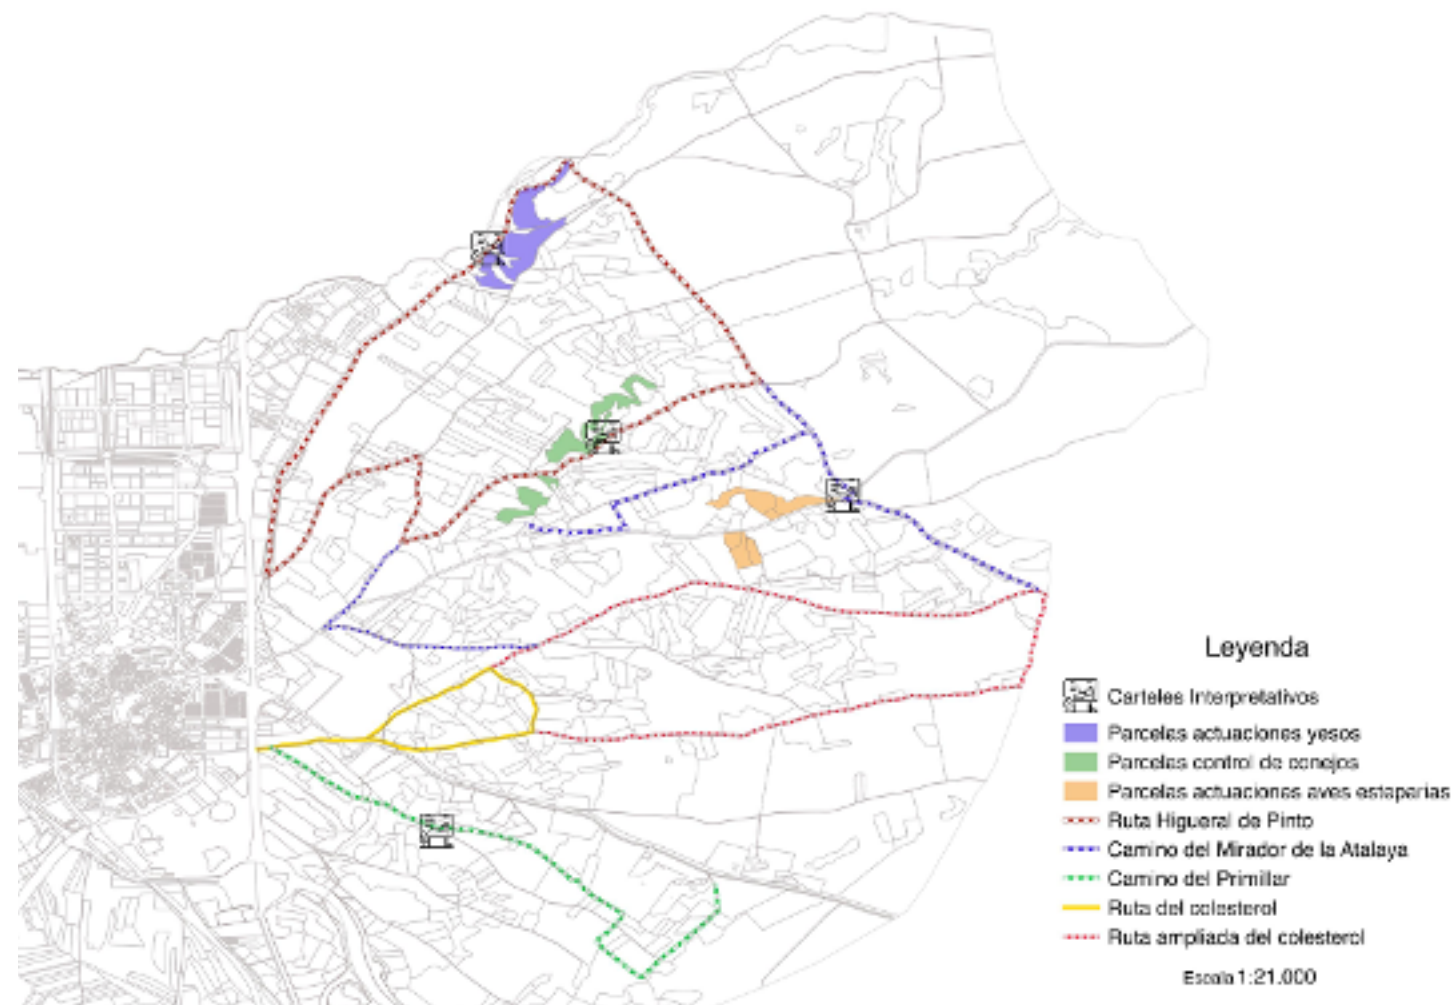 Leyenda
Carteles Interpretativos
Parcelas actuaciones yesos
Parcelas control de conejos
Parcelas actuaciones aves esteparias
Ruta Higueral de Pinto
Camino del Mirador de la Atalaya
Camino del Primillar
Ruta del colesterol
Ruta ampliada del colesterol
Escala 1:21.000